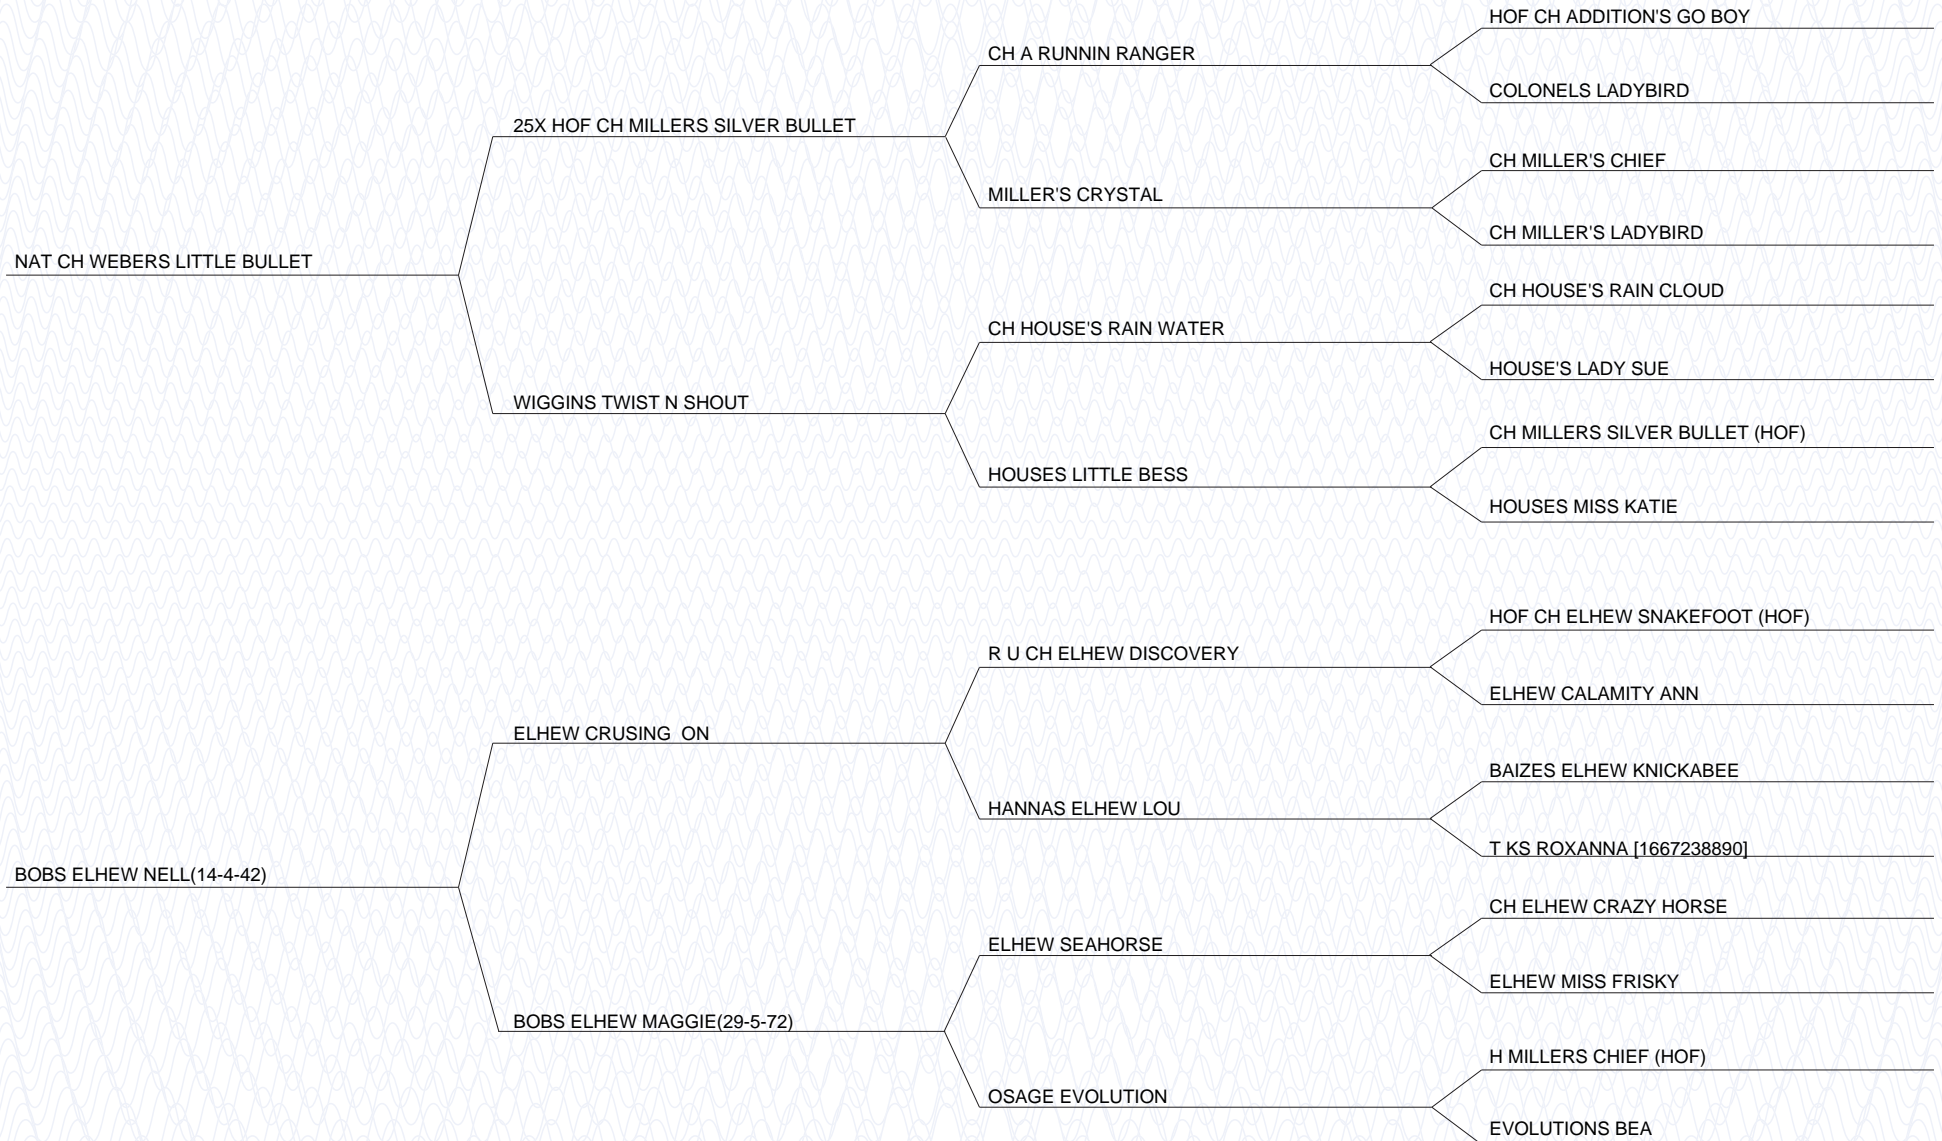 HOF CH ADDITION'S GO BOY
CH A RUNNIN RANGER
COLONELS LADYBIRD
25X HOF CH MILLERS SILVER BULLET
CH MILLER'S CHIEF
MILLER'S CRYSTAL
CH MILLER'S LADYBIRD
NAT CH WEBERS LITTLE BULLET
CH HOUSE'S RAIN CLOUD
CH HOUSE'S RAIN WATER
HOUSE'S LADY SUE
WIGGINS TWIST N SHOUT
CH MILLERS SILVER BULLET (HOF)
HOUSES LITTLE BESS
HOUSES MISS KATIE
HOF CH ELHEW SNAKEFOOT (HOF)
R U CH ELHEW DISCOVERY
ELHEW CALAMITY ANN
ELHEW CRUSING  ON
BAIZES ELHEW KNICKABEE
HANNAS ELHEW LOU
T KS ROXANNA [1667238890]
BOBS ELHEW NELL(14-4-42)
CH ELHEW CRAZY HORSE
ELHEW SEAHORSE
ELHEW MISS FRISKY
BOBS ELHEW MAGGIE(29-5-72)
H MILLERS CHIEF (HOF)
OSAGE EVOLUTION
EVOLUTIONS BEA